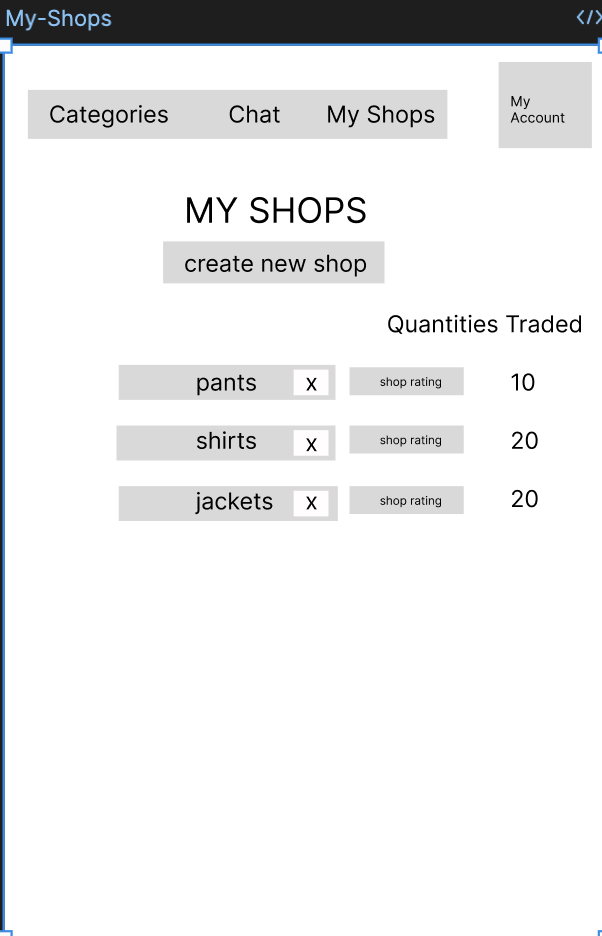 My-Shops </>
Categories Chat My Shops
My
Account
MY SHOPS
create new shop
Quantities Traded
pants x shop rating 10
shirts x shop rating 20
jackets x shop rating 20